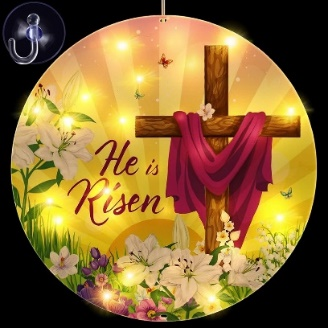 He is
Risen